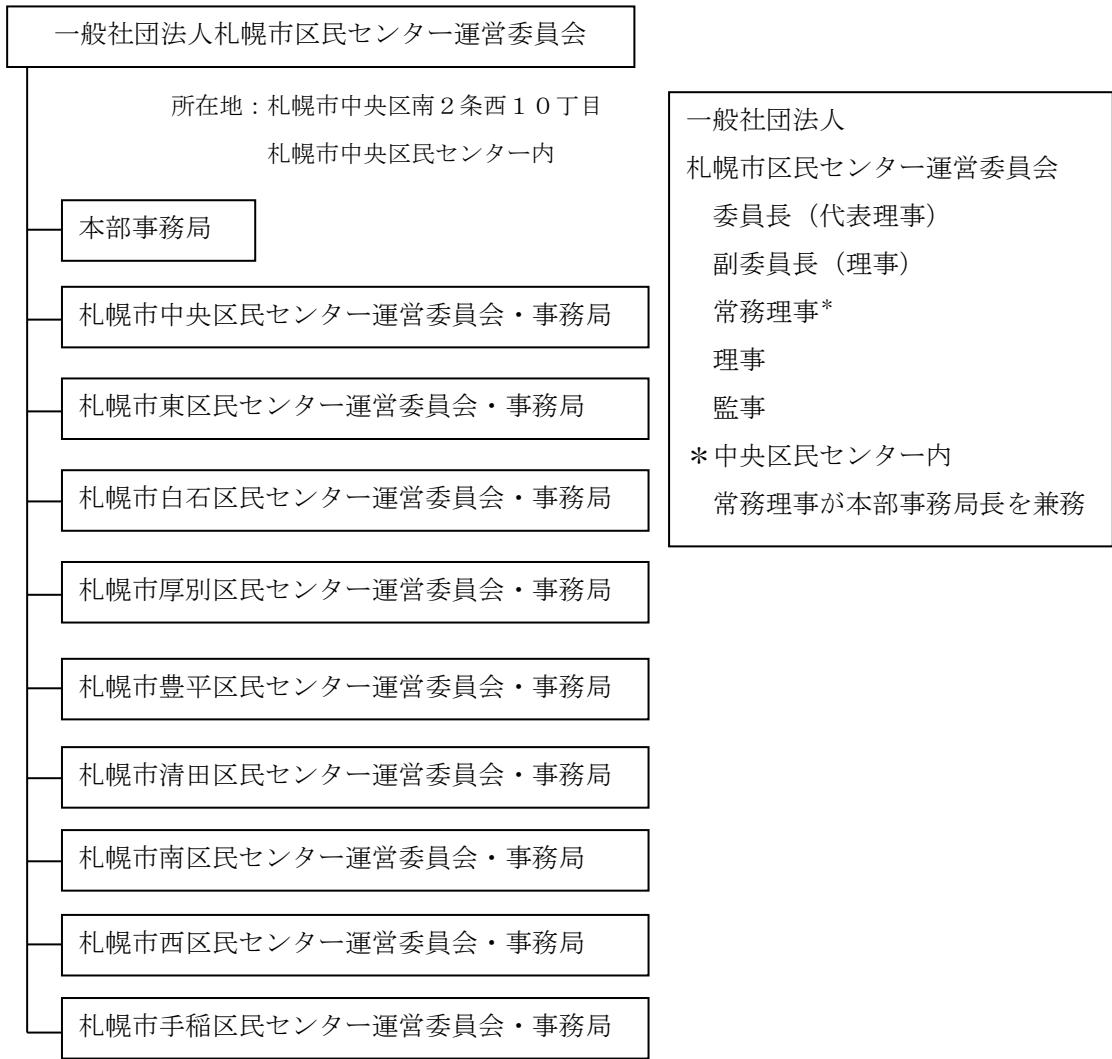 一般社団法人札幌市区民センター運営委員会
所在地：札幌市中央区南２条西１０丁目
札幌市中央区民センター内
本部事務局
札幌市中央区民センター運営委員会・事務局
札幌市東区民センター運営委員会・事務局
札幌市白石区民センター運営委員会・事務局
札幌市厚別区民センター運営委員会・事務局
札幌市豊平区民センター運営委員会・事務局
札幌市清田区民センター運営委員会・事務局
札幌市南区民センター運営委員会・事務局
札幌市西区民センター運営委員会・事務局
札幌市手稲区民センター運営委員会・事務局
一般社団法人
札幌市区民センター運営委員会
委員長（代表理事）
副委員長（理事）
常務理事*
理事
監事
＊中央区民センター内
常務理事が本部事務局長を兼務